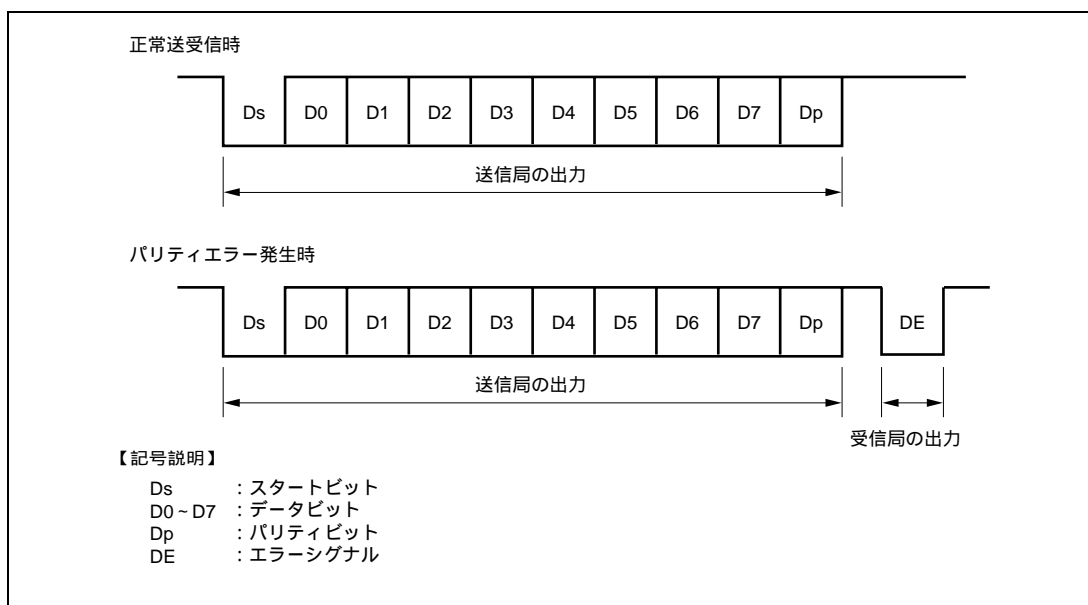 正常送受信時
Ds D0 D1 D2 D3 D4 D5 D6 D7 Dp
送信局の出力
パリティエラー発生時
Ds D0 D1 D2 D3 D4 D5 D6 D7 Dp DE
送信局の出力
受信局の出力
【記号説明】
Ds :スタートビット
D0~D7 :データビット
Dp :パリティビット
DE :エラーシグナル